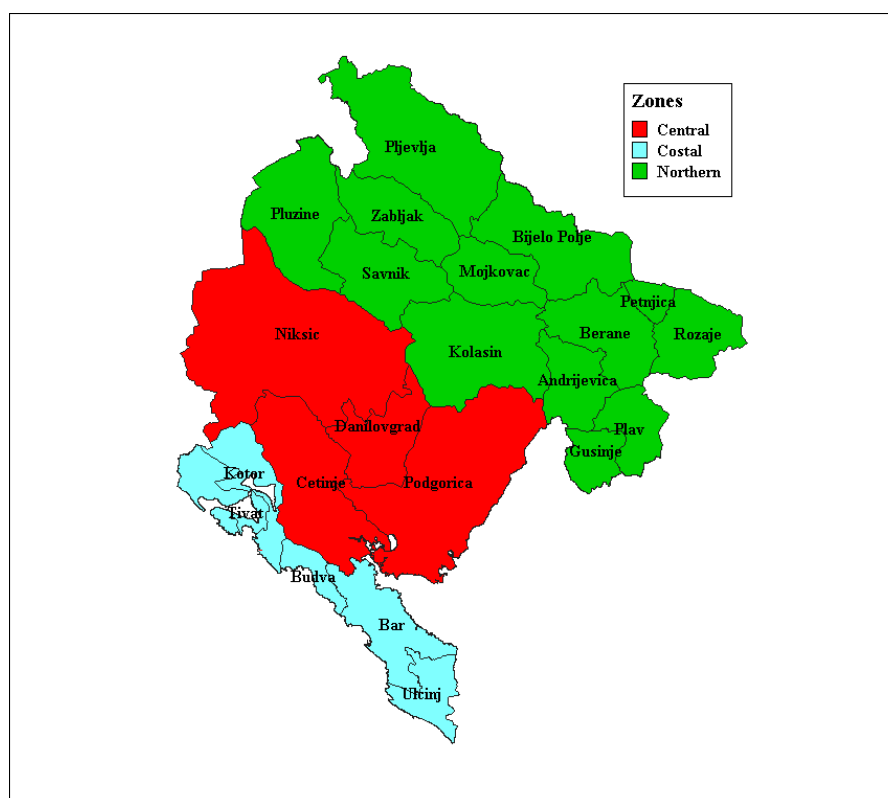 Zones
Central
Costal
Northern
Pljevlja
Pluzine
Zabljak
Bijelo Polje
Savnik
Mojkovac
Petnjica
Niksic
Kolasin
Berane
Rozaje
Andrijevica
Danilovgrad
Plav
Gusinje
Kotor
Cetinje
Podgorica
Tivat
Budva
Bar
Ulcinj